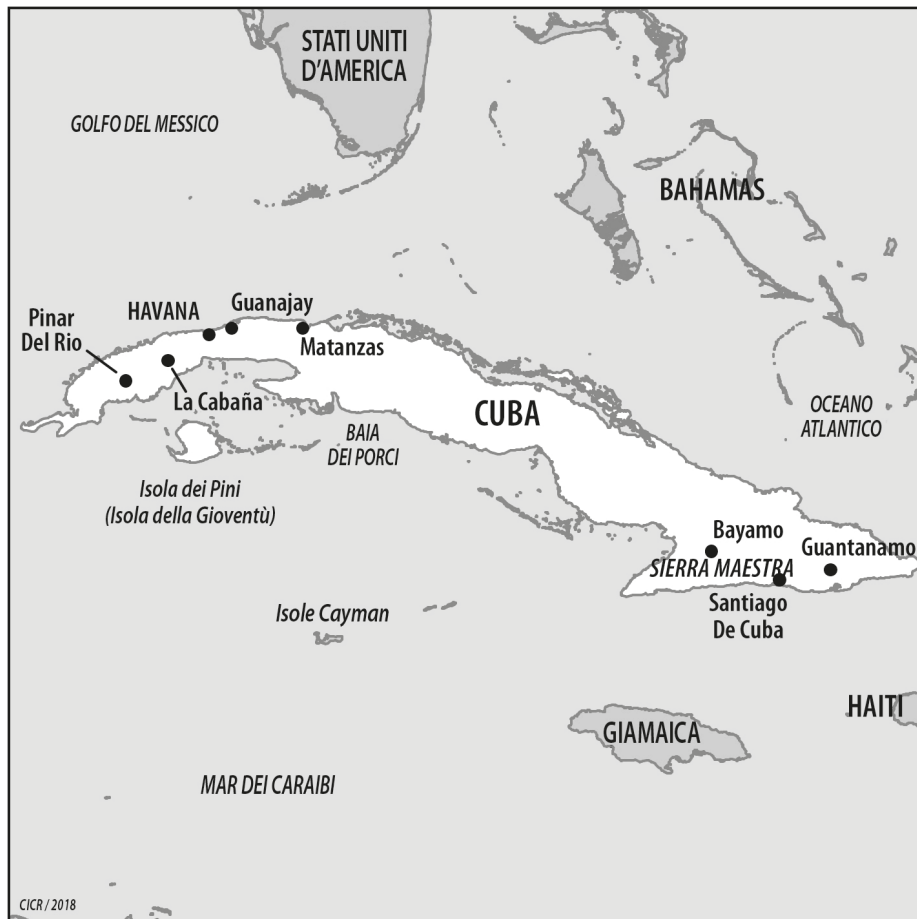 STATI UNITI
D'AMERICA
GOLFO DEL MESSICO
BAHAMAS
HAVANA
Guanajay
Pinar
Del Rio
Matanzas
La Cabaña
CUBA
OCEANO
ATLANTICO
BAIA
DEI PORCI
Isola dei Pini
(Isola della Gioventù)
Bayamo
Guantanamo
SIERRA MAESTRA
Santiago
De Cuba
Isole Cayman
HAITI
GIAMAICA
MAR DEI CARAIBI
CICR / 2018